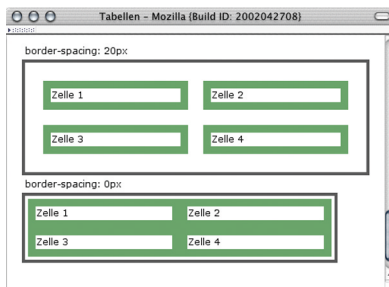 Tabellen – Mozilla {Build ID: 2002042708}
border-spacing: 20px
Zelle 1 Zelle 2
Zelle 3 Zelle 4
border-spacing: 0px
Zelle 1 Zelle 2
Zelle 3 Zelle 4